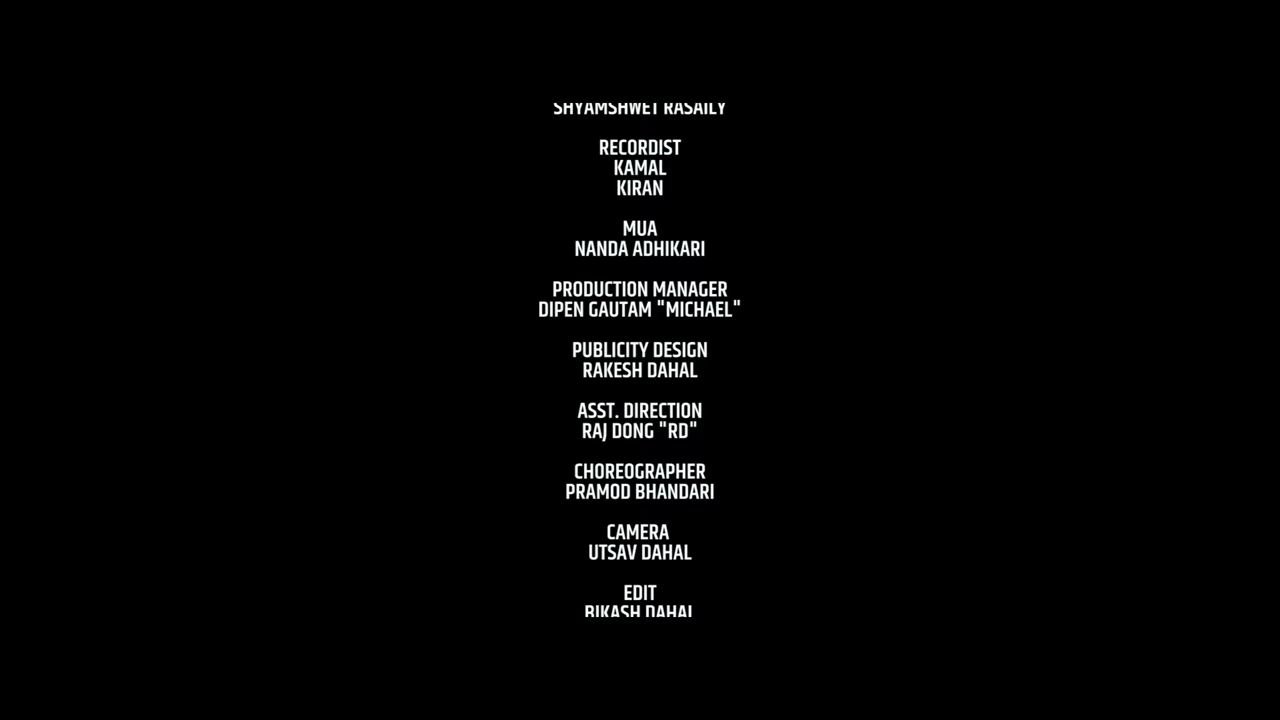 SHYAMSHWET RASAILY
RECORDIST
KAMAL
KIRAN
MUA
NANDA ADHIKARI
PRODUCTION MANAGER
DIPEN GAUTAM "MICHAEL"
PUBLICITY DESIGN
RAKESH DAHAL
ASST. DIRECTION
RAJ DONG "RD"
CHOREOGRAPHER
PRAMOD BHANDARI
CAMERA
UTSAV DAHAL
EDIT
BIKASH DAHAL